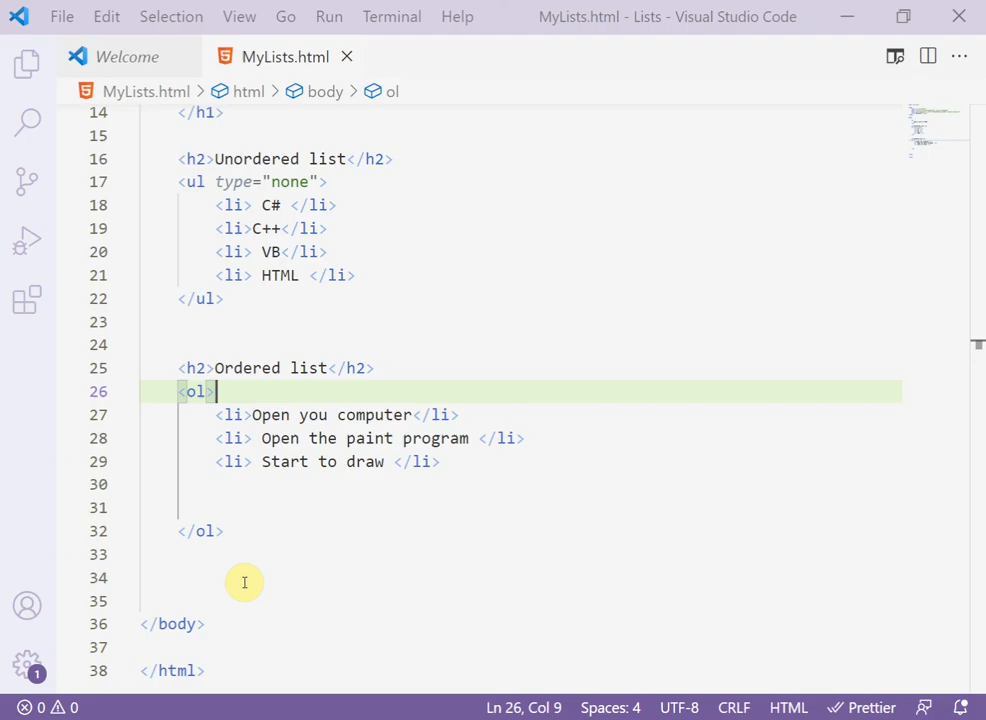 File Edit Selection View Go Run Terminal Help MyLists.html - Lists - Visual Studio Code
Welcome MyLists.html
MyLists.html > html > body > ol
14 </h1>
15
16 <h2>Unordered list</h2>
17 <ul type="none">
18 <li> C# </li>
19 <li>C++</li>
20 <li> VB</li>
21 <li> HTML </li>
22 </ul>
23
24
25 <h2>Ordered list</h2>
26 <ol>
27 <li>Open you computer</li>
28 <li> Open the paint program </li>
29 <li> Start to draw </li>
30
31
32 </ol>
33
34
35
36 </body>
37
38 </html>
1
0 0 Ln 26, Col 9 Spaces: 4 UTF-8 CRLF HTML Prettier